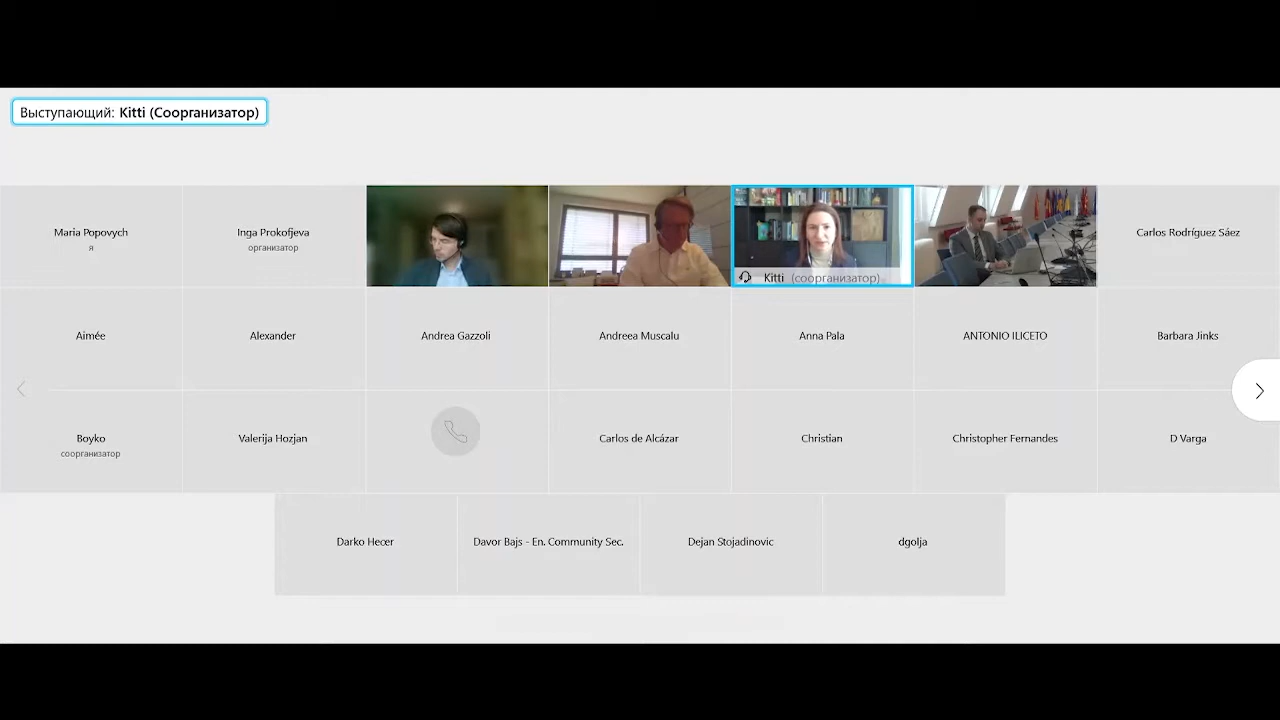 Выступающий: Kitti (Соорганизатор)
Maria Popovych
я
Inga Prokofjeva
организатор
Kitti (соорганизатор)
Carlos Rodríguez Sáez
Aimée
Alexander
Andrea Gazzoli
Andreea Muscalu
Anna Pala
ANTONIO ILICETO
Barbara Jinks
Boyko
соорганизатор
Valerija Hozjan
Carlos de Alcázar
Christian
Christopher Fernandes
D Varga
Darko Hecer
Davor Bajs - En. Community Sec.
Dejan Stojadinovic
dgolja